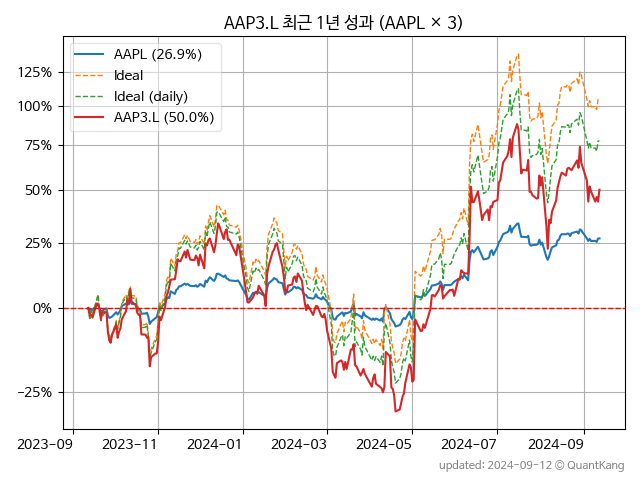 AAP3.L 최근 1년 성과 (AAPL × 3)
AAPL (26.9%)
Ideal
Ideal (daily)
AAP3.L (50.0%)
125%
100%
75%
50%
25%
0%
−25%
2023-09 2023-11 2024-01 2024-03 2024-05 2024-07 2024-09
updated: 2024-09-12 © QuantKang